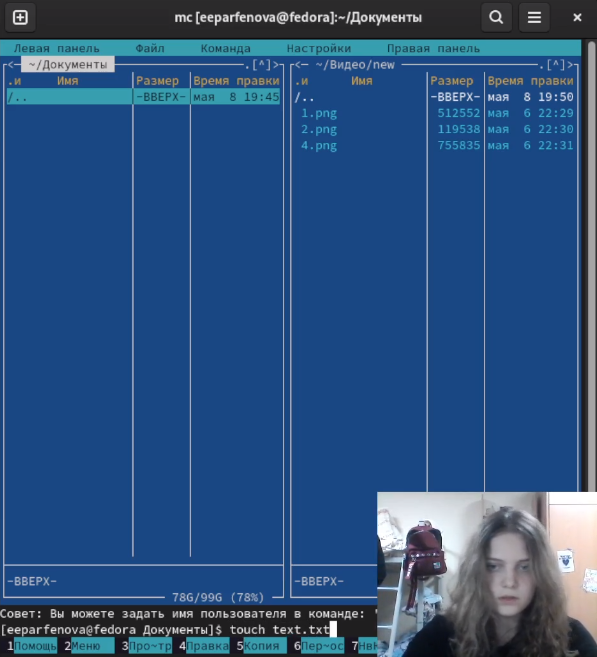 mc [eeparfenova@fedora]:~/Документы
Левая панель Файл Команда Настройки Правая панель
<─ ~/Документы .[^]> <─ ~/Видео/new .[^]>
.и Имя Размер Время правки .и Имя Размер Время правки
/.. -ВВЕРХ- мая 8 19:45 /.. -ВВЕРХ- мая 8 19:50
1.png 512552 мая 6 22:29
2.png 119538 мая 6 22:30
4.png 755835 мая 6 22:31
-ВВЕРХ- -ВВЕРХ-
78G/99G (78%)
Совет: Вы можете задать имя пользователя в команде: '
[eeparfenova@fedora Документы]$ touch text.txt
1Помощь 2Меню 3Про~тр 4Правка 5Копия 6Пер~ос